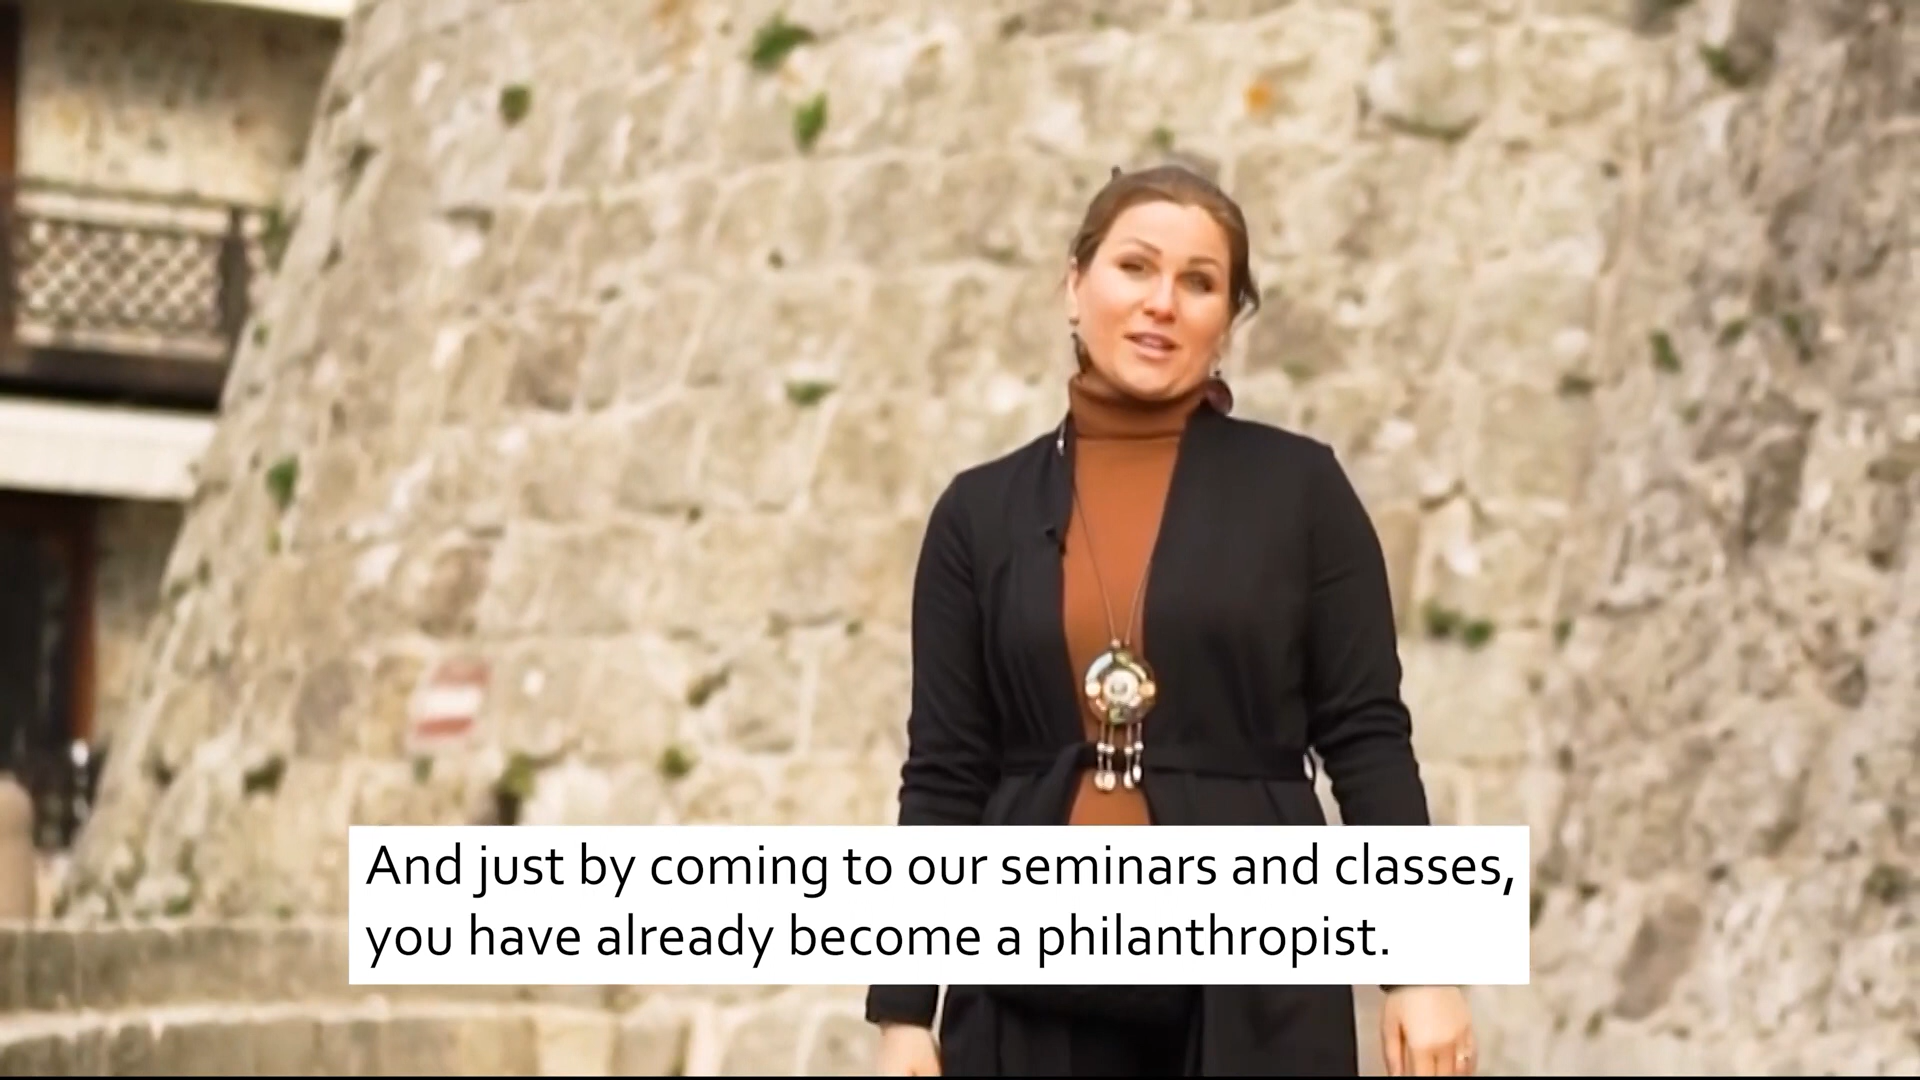 And just by coming to our seminars and classes,
you have already become a philanthropist.